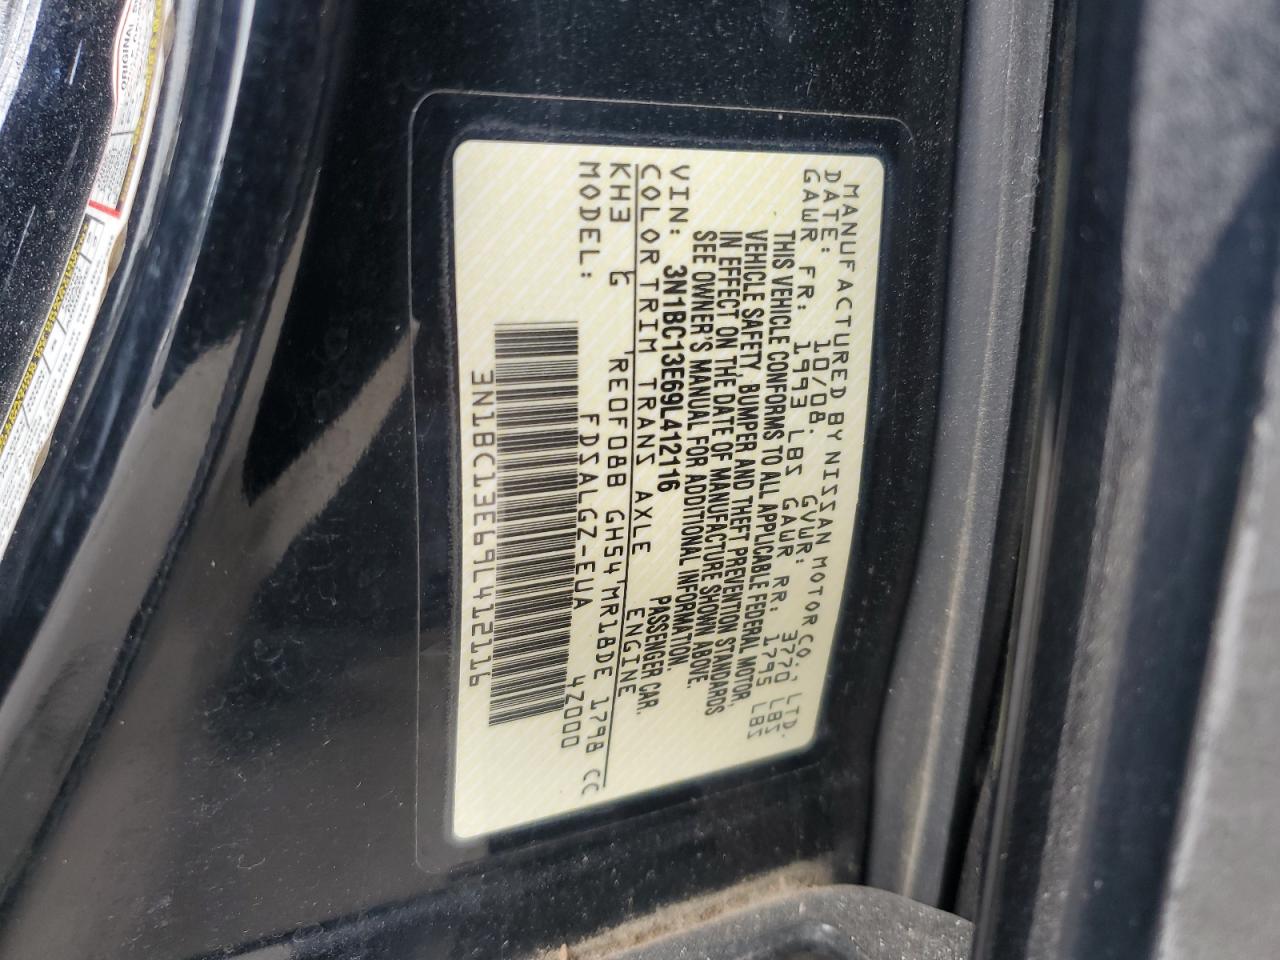 MANUFACTURED BY NISSAN MOTOR CO., LTD.
DATE: 10/08 GVWR: 3770 LBS
GAWR FR: 1993 LBS GAWR RR: 1795 LBS
THIS VEHICLE CONFORMS TO ALL APPLICABLE FEDERAL MOTOR
VEHICLE SAFETY, BUMPER AND THEFT PREVENTION STANDARDS
IN EFFECT ON THE DATE OF MANUFACTURE SHOWN ABOVE.
SEE OWNER'S MANUAL FOR ADDITIONAL INFORMATION
VIN: 3N1BC13E69L412116 PASSENGER CAR.
COLOR TRIM TRANS AXLE ENGINE
KH3 G RE0F08B GH54 MR18DE 1798 CC
MODEL: FDSALGZ-EUA 4Z000
3N1BC13E69L412116
ORIGINAL